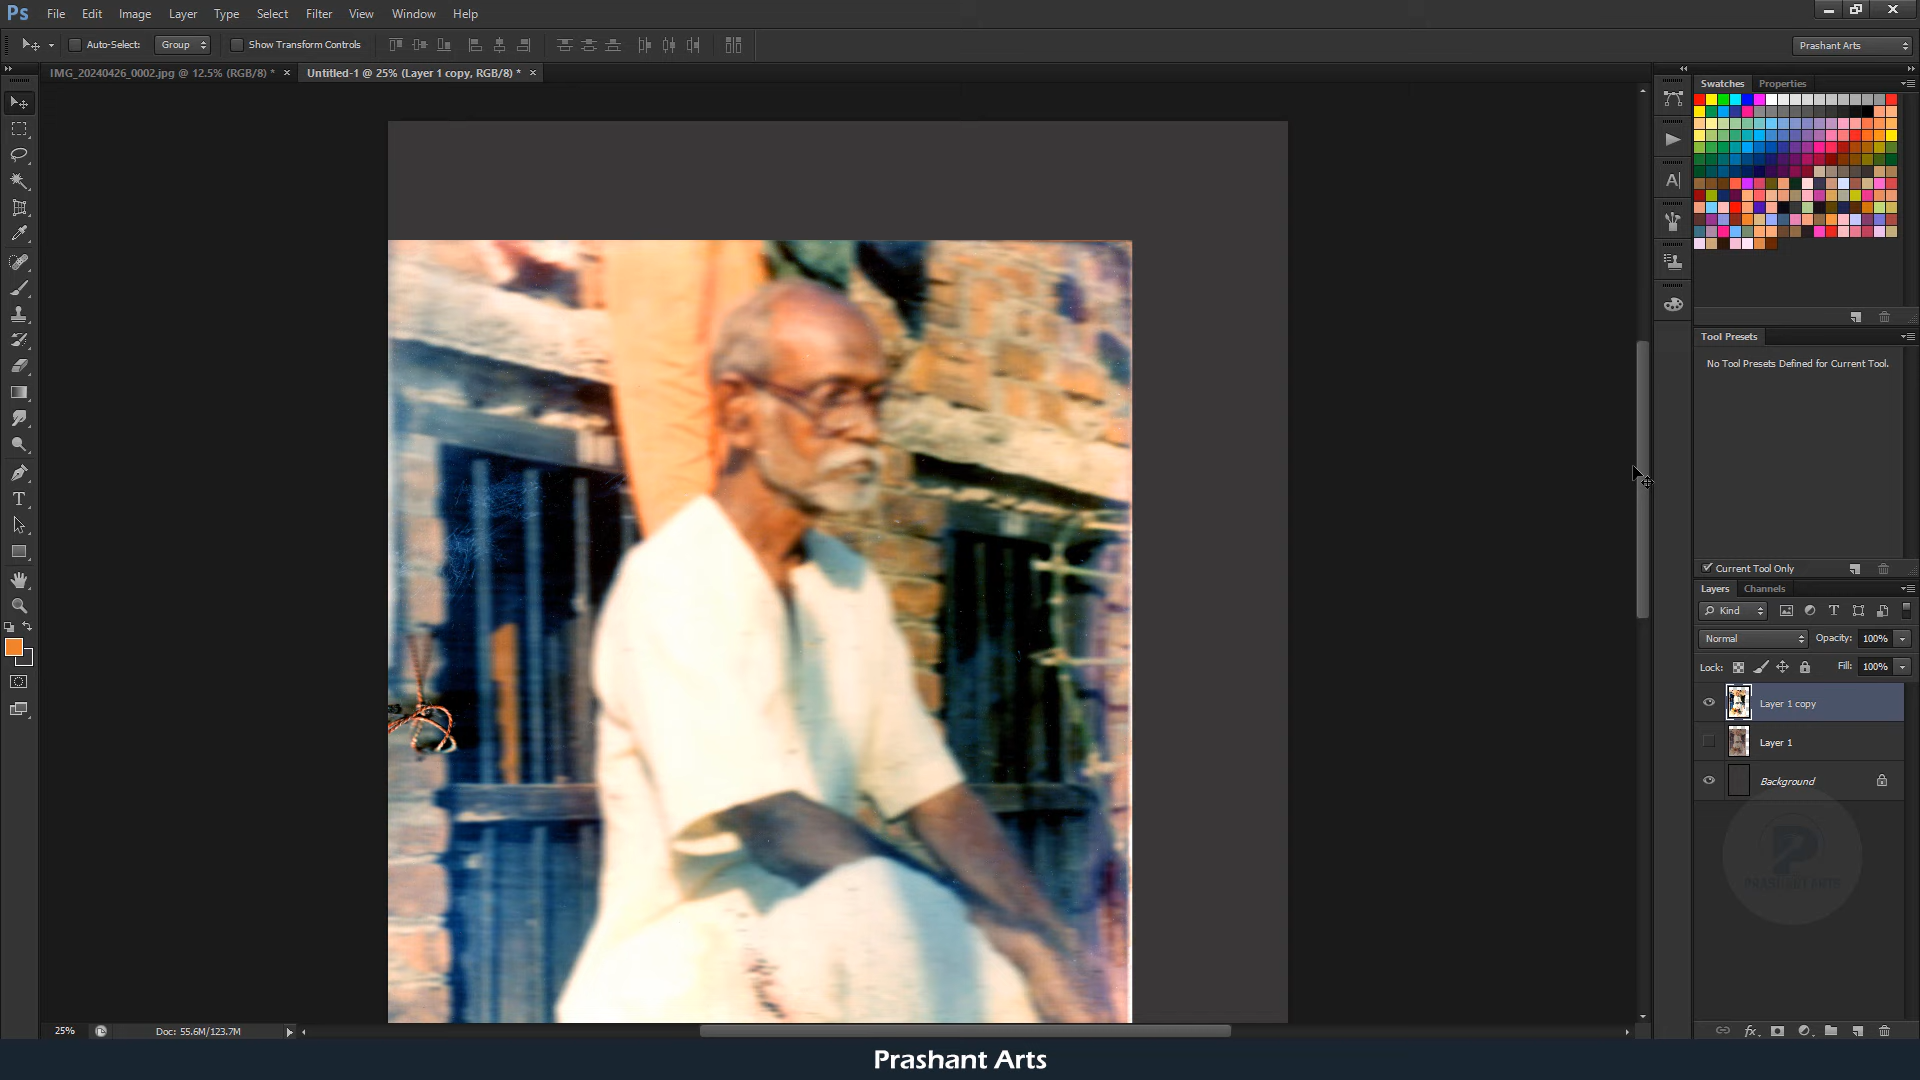 Ps File Edit Image Layer Type Select Filter View Window Help
Auto-Select: Group Show Transform Controls Prashant Arts
IMG_20240426_0002.jpg @ 12.5% (RGB/8) * × Untitled-1 @ 25% (Layer 1 copy, RGB/8) * ×
Swatches Properties
Tool Presets
No Tool Presets Defined for Current Tool.
Current Tool Only
Layers Channels
Kind
Normal Opacity: 100%
Lock: Fill: 100%
Layer 1 copy
Layer 1
Background
PRASHANT ARTS
25% Doc: 55.6M/123.7M
Prashant Arts